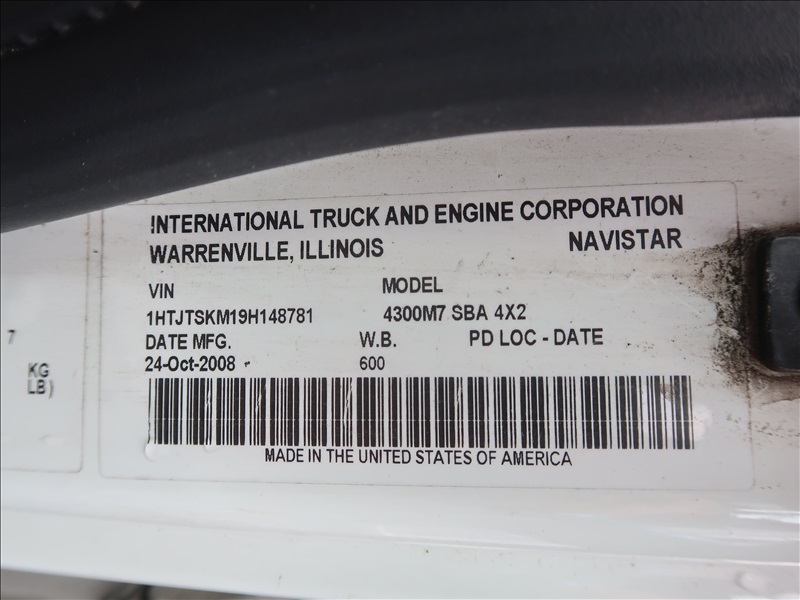 INTERNATIONAL TRUCK AND ENGINE CORPORATION
WARRENVILLE, ILLINOIS NAVISTAR
VIN MODEL
1HTJTSKM19H148781 4300M7 SBA 4X2
DATE MFG. W.B. PD LOC - DATE
24-Oct-2008 600
MADE IN THE UNITED STATES OF AMERICA
7
KG
LB)